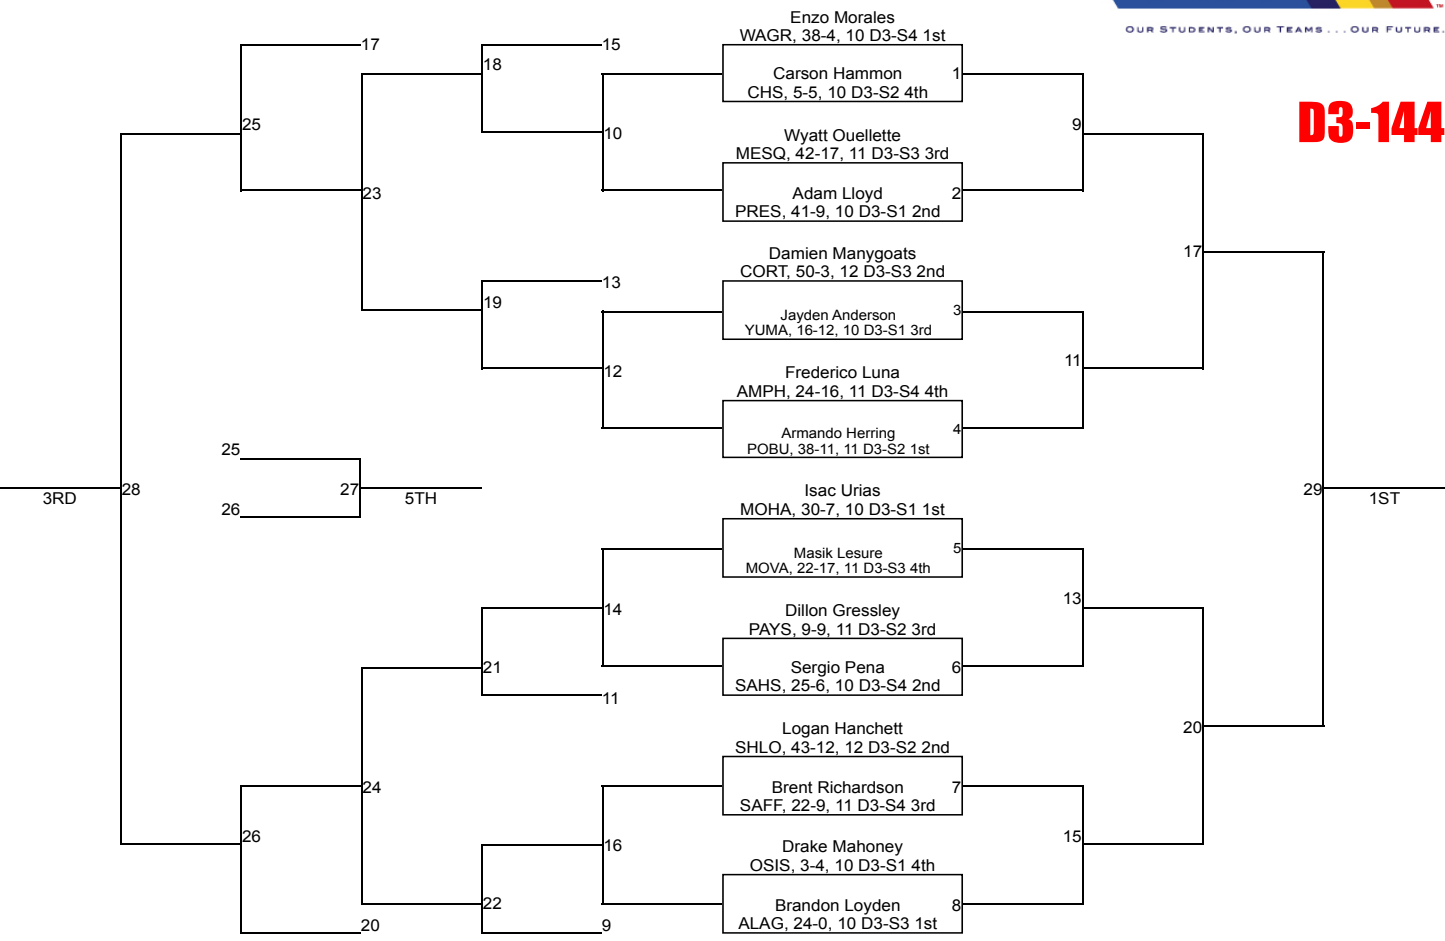 OUR STUDENTS, OUR TEAMS . . . OUR FUTURE.
TM
D3-144
Enzo Morales
WAGR, 38-4, 10 D3-S4 1st
Carson Hammon
CHS, 5-5, 10 D3-S2 4th
1
Wyatt Ouellette
MESQ, 42-17, 11 D3-S3 3rd
Adam Lloyd
PRES, 41-9, 10 D3-S1 2nd
2
Damien Manygoats
CORT, 50-3, 12 D3-S3 2nd
Jayden Anderson
YUMA, 16-12, 10 D3-S1 3rd
3
Frederico Luna
AMPH, 24-16, 11 D3-S4 4th
Armando Herring
POBU, 38-11, 11 D3-S2 1st
4
Isac Urias
MOHA, 30-7, 10 D3-S1 1st
Masik Lesure
MOVA, 22-17, 11 D3-S3 4th
5
Dillon Gressley
PAYS, 9-9, 11 D3-S2 3rd
Sergio Pena
SAHS, 25-6, 10 D3-S4 2nd
6
Logan Hanchett
SHLO, 43-12, 12 D3-S2 2nd
Brent Richardson
SAFF, 22-9, 11 D3-S4 3rd
7
Drake Mahoney
OSIS, 3-4, 10 D3-S1 4th
Brandon Loyden
ALAG, 24-0, 10 D3-S3 1st
8
9
11
13
15
17
20
29
1ST
15
10
13
12
14
11
16
9
18
19
21
22
17
23
24
20
25
26
25
26
27
5TH
28
3RD